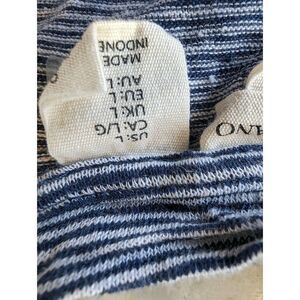 US: L
CA: L/G
UK: L
EU: L
AU: L
MADE
INDONE